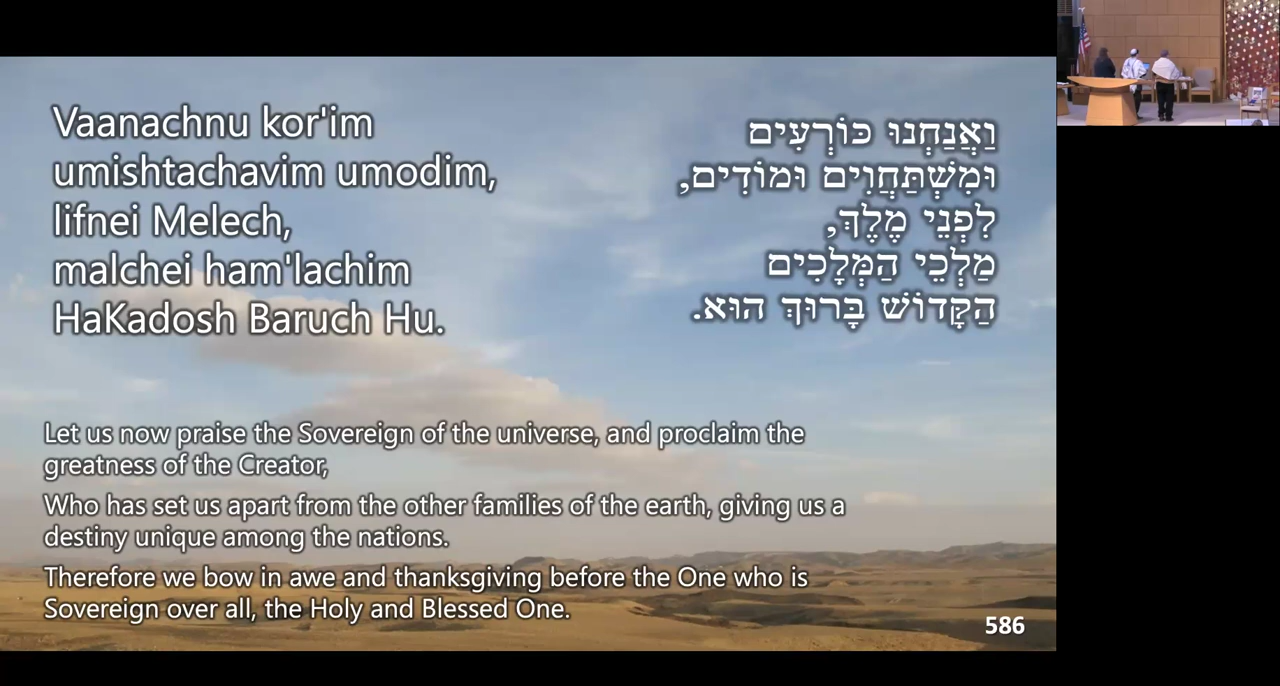 Vaanachnu kor'im
umishtachavim umodim,
lifnei Melech,
malchei ham'lachim
HaKadosh Baruch Hu.
וַאֲנַחְנוּ כּוֹרְעִים
וּמִשְׁתַּחֲוִים וּמוֹדִים,
לִפְנֵי מֶלֶךְ,
מַלְכֵי הַמְּלָכִים
הַקָּדוֹשׁ בָּרוּךְ הוּא.
Let us now praise the Sovereign of the universe, and proclaim the
greatness of the Creator,
Who has set us apart from the other families of the earth, giving us a
destiny unique among the nations.
Therefore we bow in awe and thanksgiving before the One who is
Sovereign over all, the Holy and Blessed One.
586